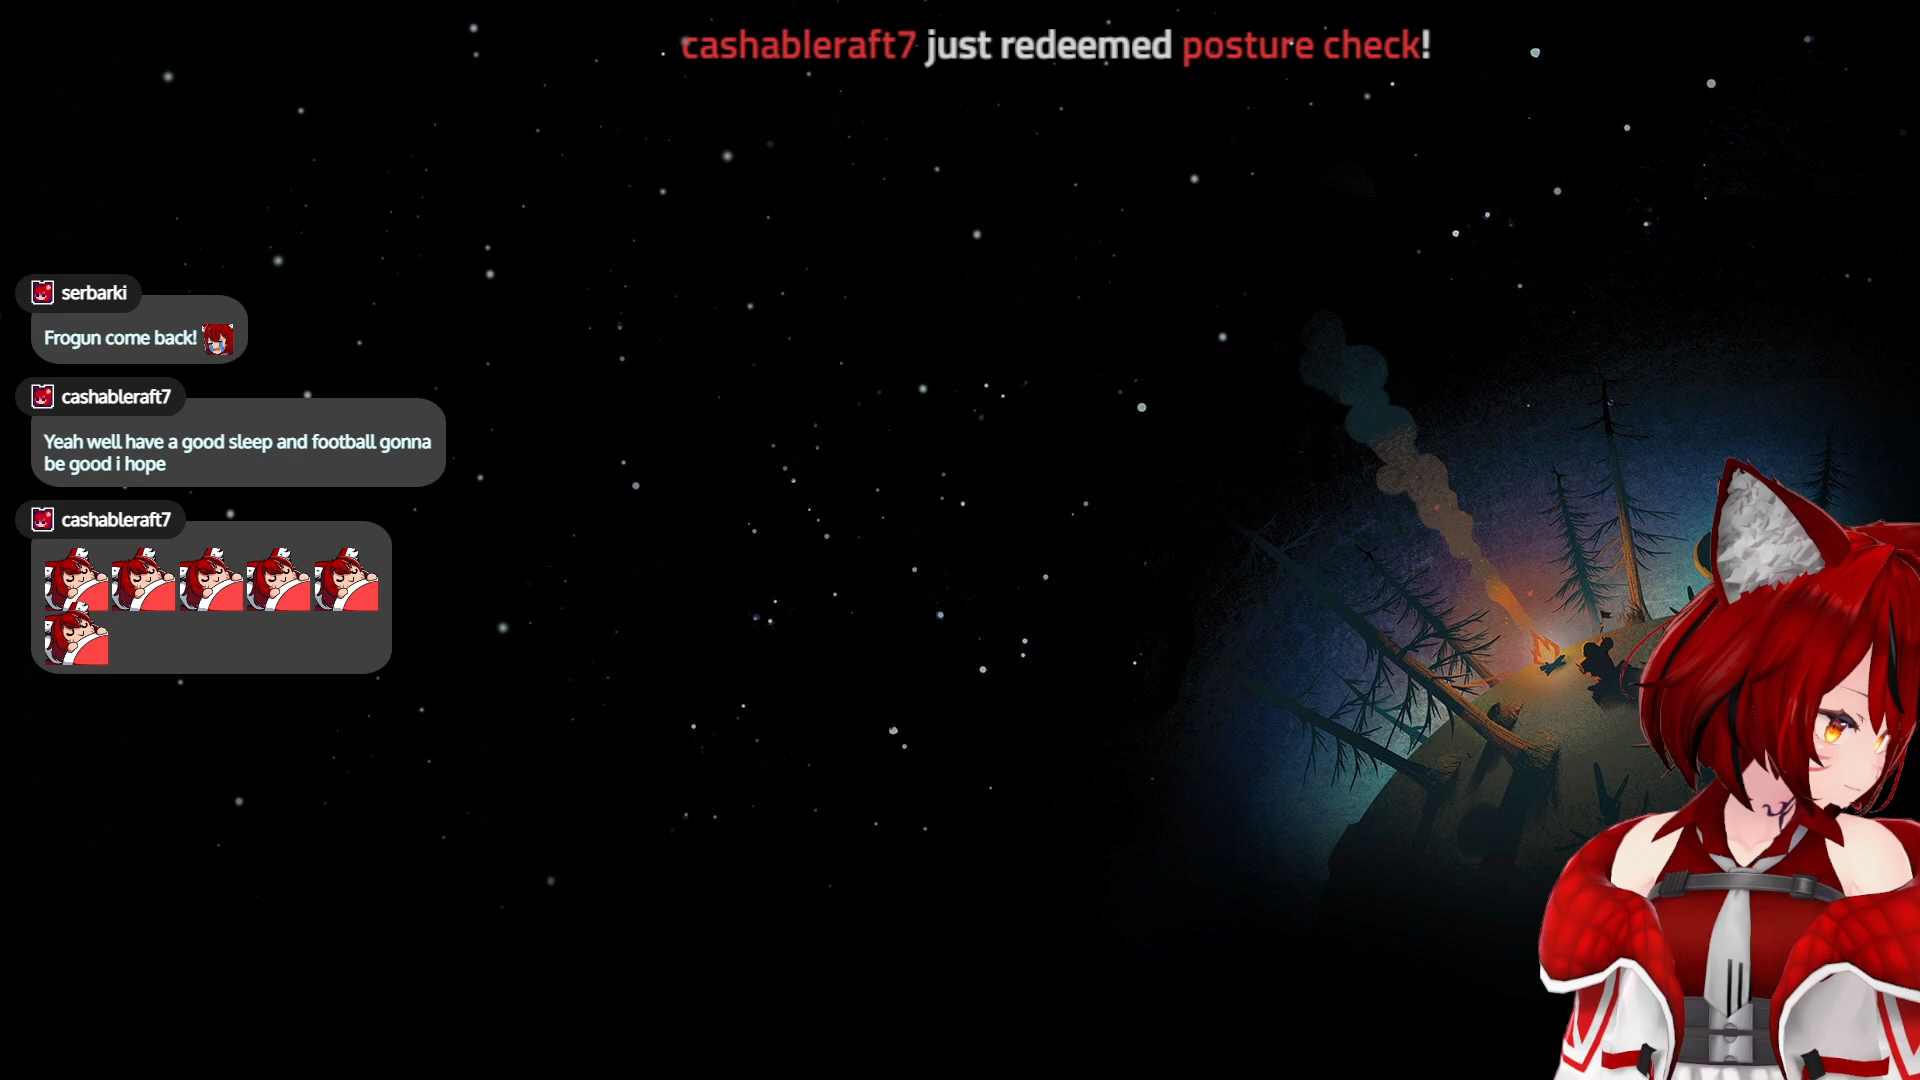 cashableraft7 just redeemed posture check!
serbarki
Frogun come back!
cashableraft7
Yeah well have a good sleep and football gonna
be good i hope
cashableraft7